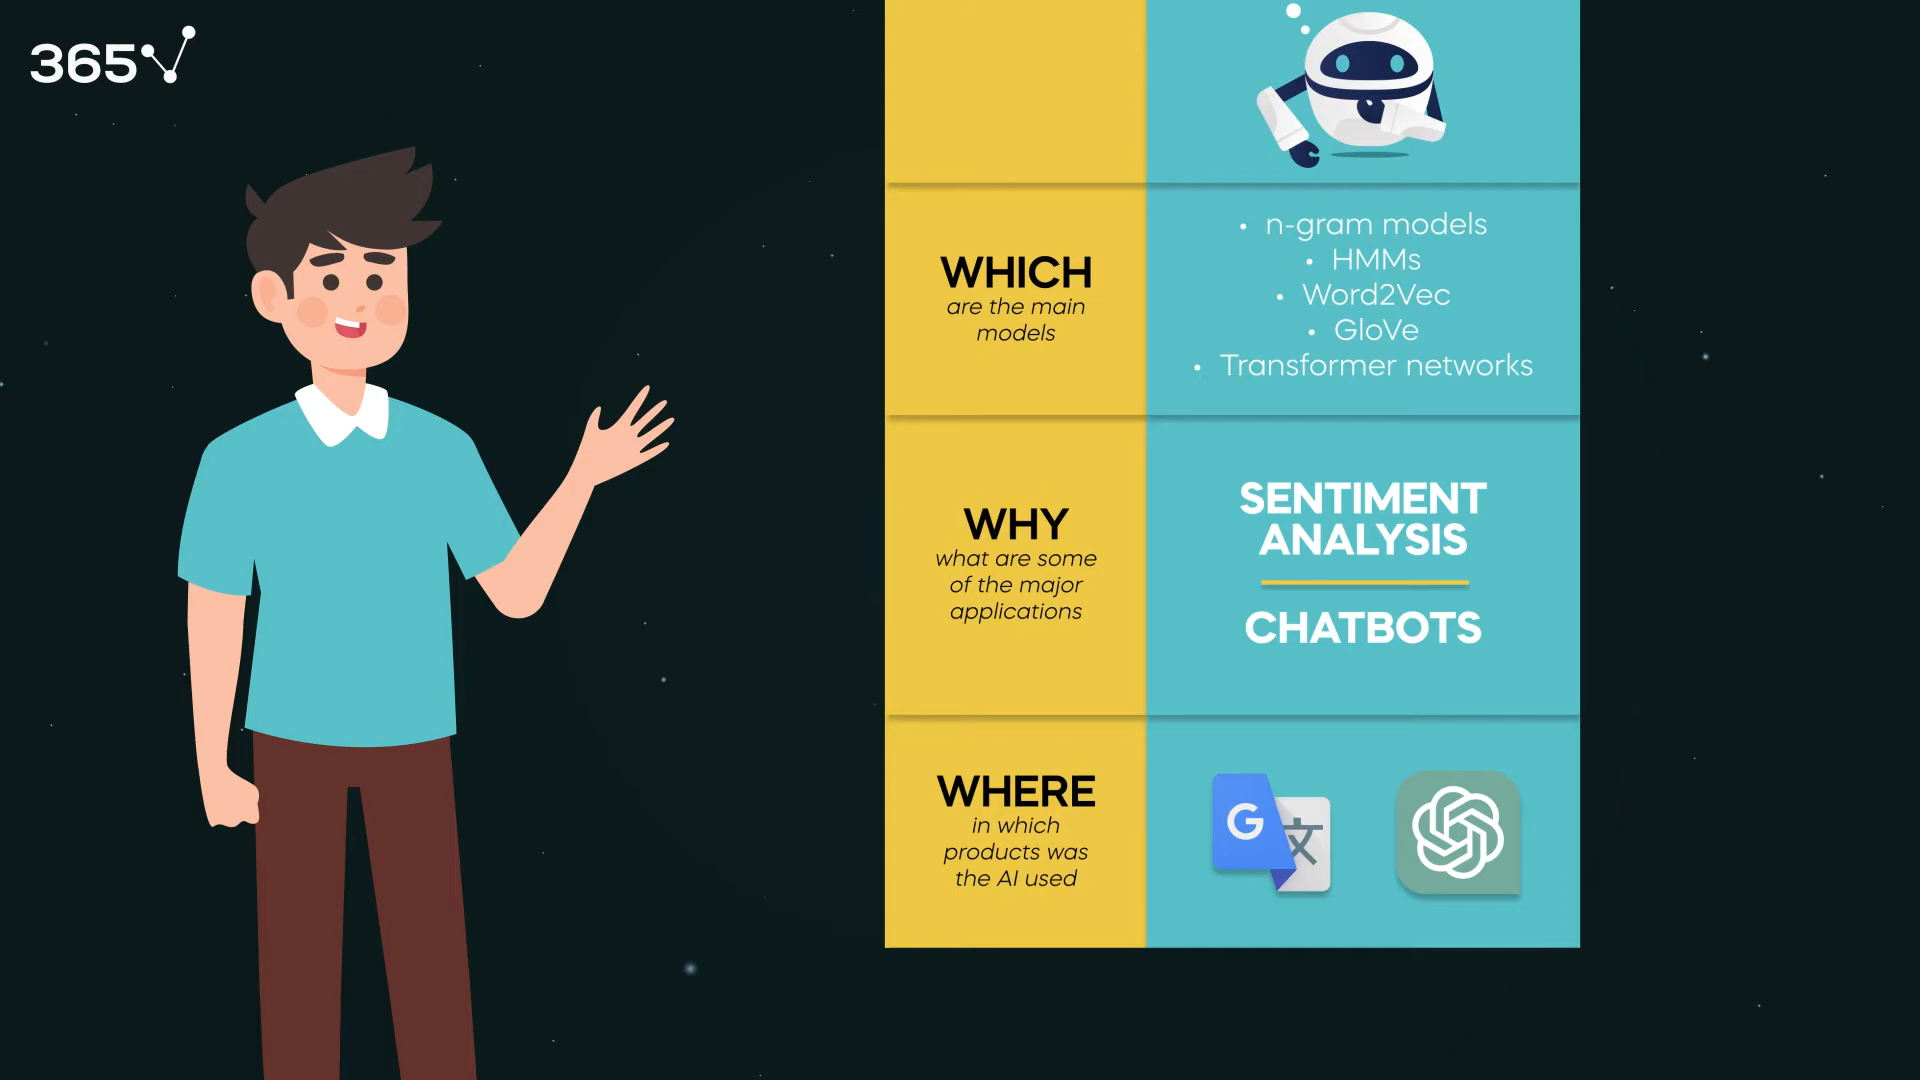 365
WHICH
are the main
models
• n-gram models
• HMMs
• Word2Vec
• GloVe
• Transformer networks
WHY
what are some
of the major
applications
SENTIMENT
ANALYSIS
CHATBOTS
WHERE
in which
products was
the AI used
G 文